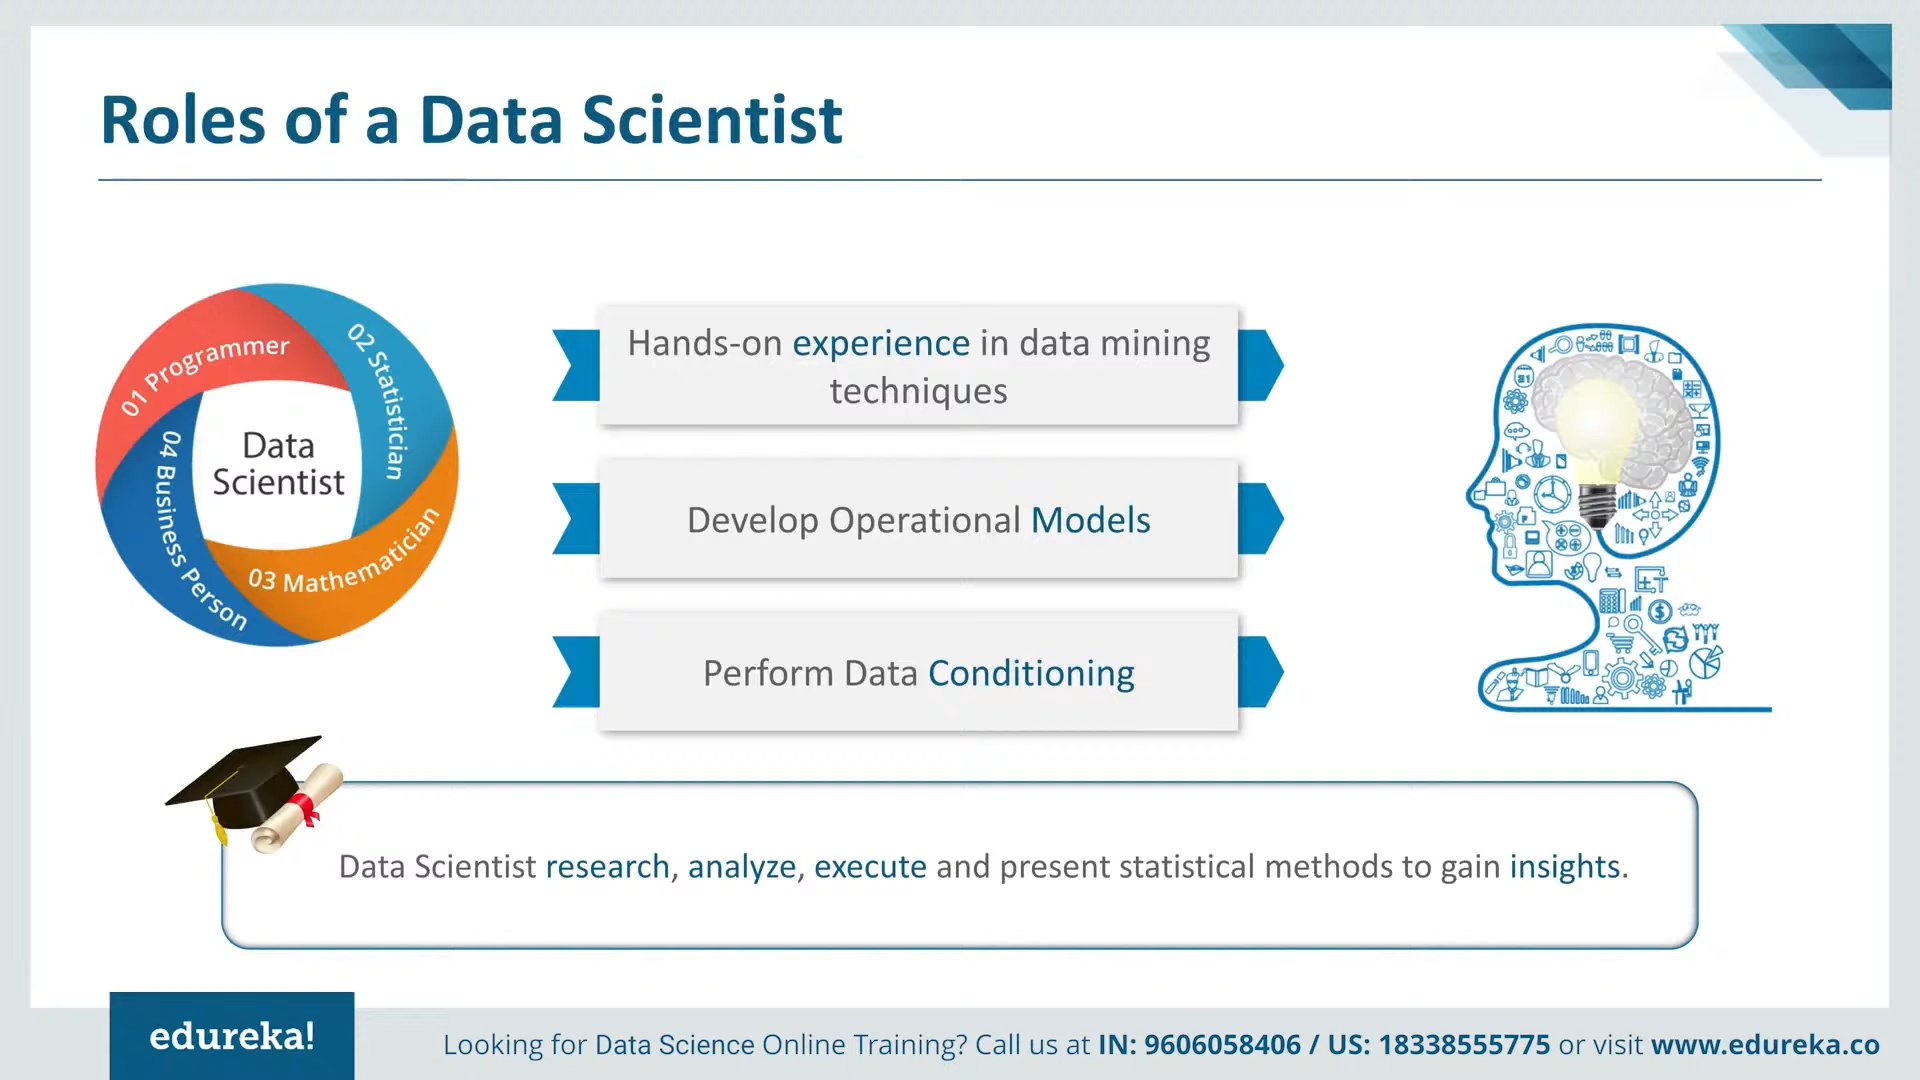 Roles of a Data Scientist
01 Programmer
02 Statistician
03 Mathematician
04 Business Person
Data
Scientist
Hands-on experience in data mining
techniques
Develop Operational Models
Perform Data Conditioning
Data Scientist research, analyze, execute and present statistical methods to gain insights.
edureka!
Looking for Data Science Online Training? Call us at IN: 9606058406 / US: 18338555775 or visit www.edureka.co